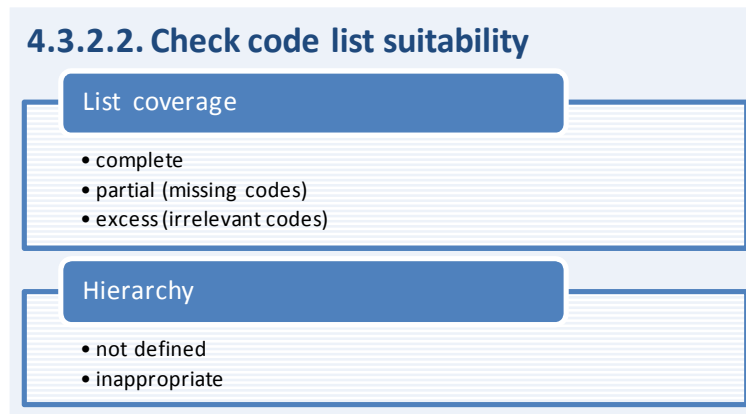 4.3.2.2. Check code list suitability
List coverage
• complete
• partial (missing codes)
• excess (irrelevant codes)
Hierarchy
• not defined
• inappropriate